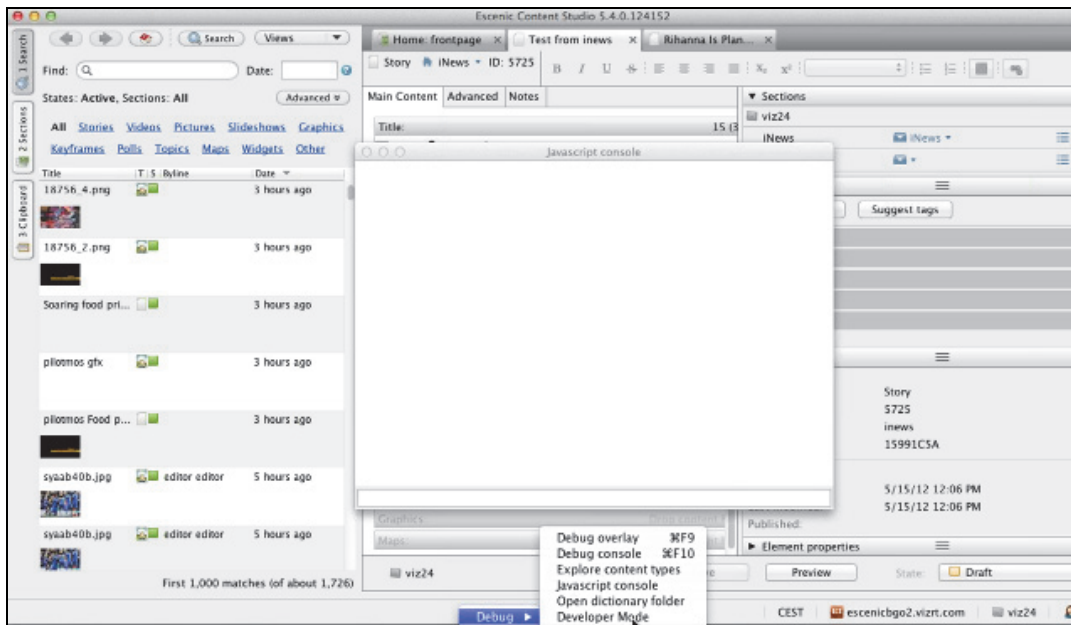 Escenic Content Studio 5.4.0.124152
1 Search
2 Sections
3 Clipboard
Search
Views
Find:
Date:
States: Active, Sections: All
Advanced
All Stories Videos Pictures Slideshows Graphics
Keyframes Polls Topics Maps Widgets Other
Title T S Byline Date
18756_4.png 3 hours ago
18756_2.png 3 hours ago
Soaring food pri... 3 hours ago
pilotmos gfx 3 hours ago
pilotmos Food p... 3 hours ago
syaab40b.jpg editor editor 5 hours ago
syaab40b.jpg editor editor 5 hours ago
First 1,000 matches (of about 1,726)
Home: frontpage
Test from inews
Rihanna Is Plan...
Story iNews ID: 5725
B I U S
Main Content Advanced Notes
Title: 15 (3
Sections
viz24
iNews iNews
Javascript console
Suggest tags
Story
5725
inews
15991C5A
5/15/12 12:06 PM
5/15/12 12:06 PM
Published:
Element properties
Graphics Drop content
Maps:
viz24
Preview
State: Draft
Debug overlay ⌘F9
Debug console ⌘F10
Explore content types
Javascript console
Open dictionary folder
Developer Mode
Debug
CEST escenicbgo2.vizrt.com viz24